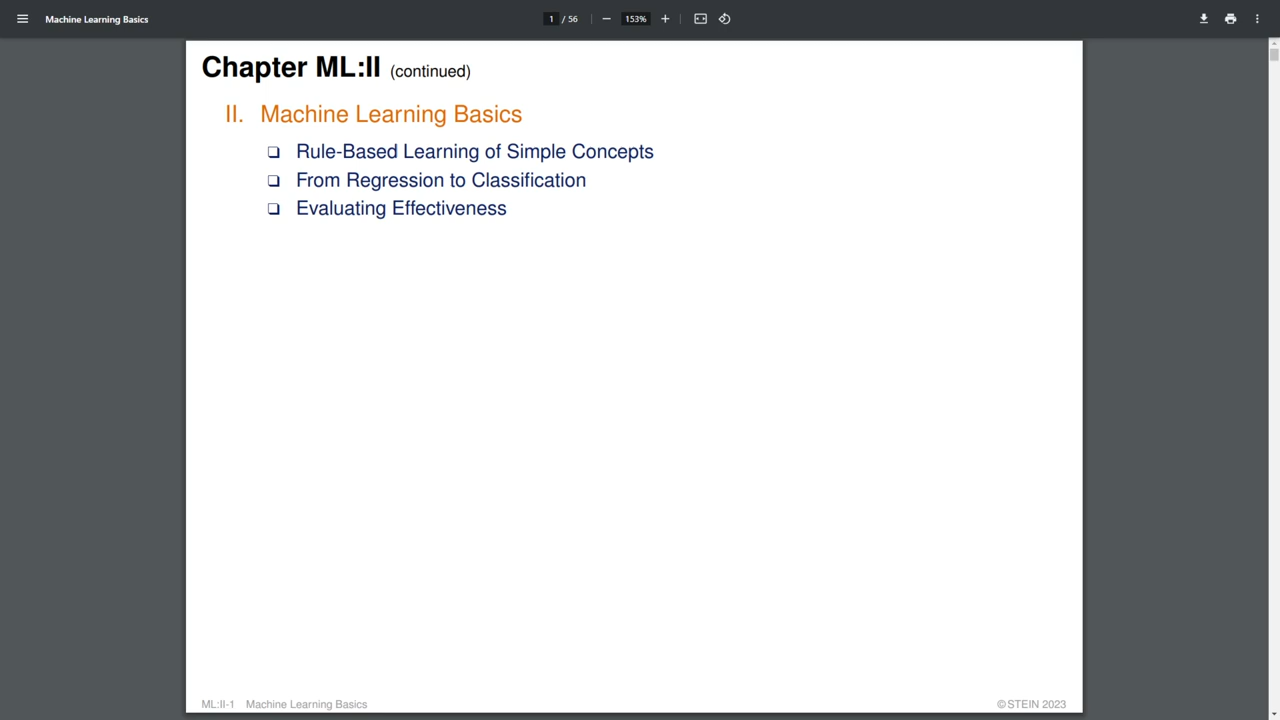 Machine Learning Basics
1 / 56
153%
Chapter ML:II (continued)
II. Machine Learning Basics
❑ Rule-Based Learning of Simple Concepts
❑ From Regression to Classification
❑ Evaluating Effectiveness
ML:II-1 Machine Learning Basics
©STEIN 2023